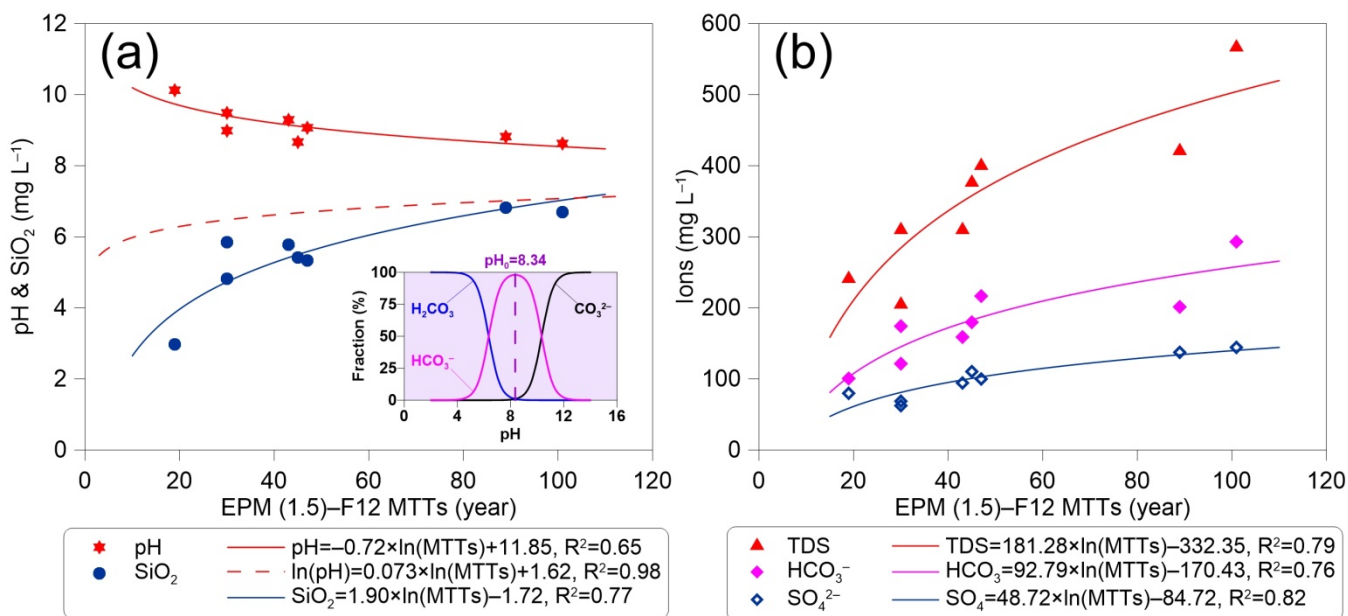 (a)
12
10
8
6
4
2
0
pH & SiO₂ (mg L⁻¹)
0 20 40 60 80 100 120
EPM (1.5)–F12 MTTs (year)
pH₀=8.34
100
75
50
25
0
Fraction (%)
H₂CO₃
HCO₃⁻
CO₃²⁻
0 4 8 12 16
pH
pH pH=–0.72×ln(MTTs)+11.85, R²=0.65
SiO₂ ln(pH)=0.073×ln(MTTs)+1.62, R²=0.98
SiO₂=1.90×ln(MTTs)–1.72, R²=0.77
(b)
600
500
400
300
200
100
0
Ions (mg L⁻¹)
0 20 40 60 80 100 120
EPM (1.5)–F12 MTTs (year)
TDS TDS=181.28×ln(MTTs)–332.35, R²=0.79
HCO₃⁻ HCO₃=92.79×ln(MTTs)–170.43, R²=0.76
SO₄²⁻ SO₄=48.72×ln(MTTs)–84.72, R²=0.82